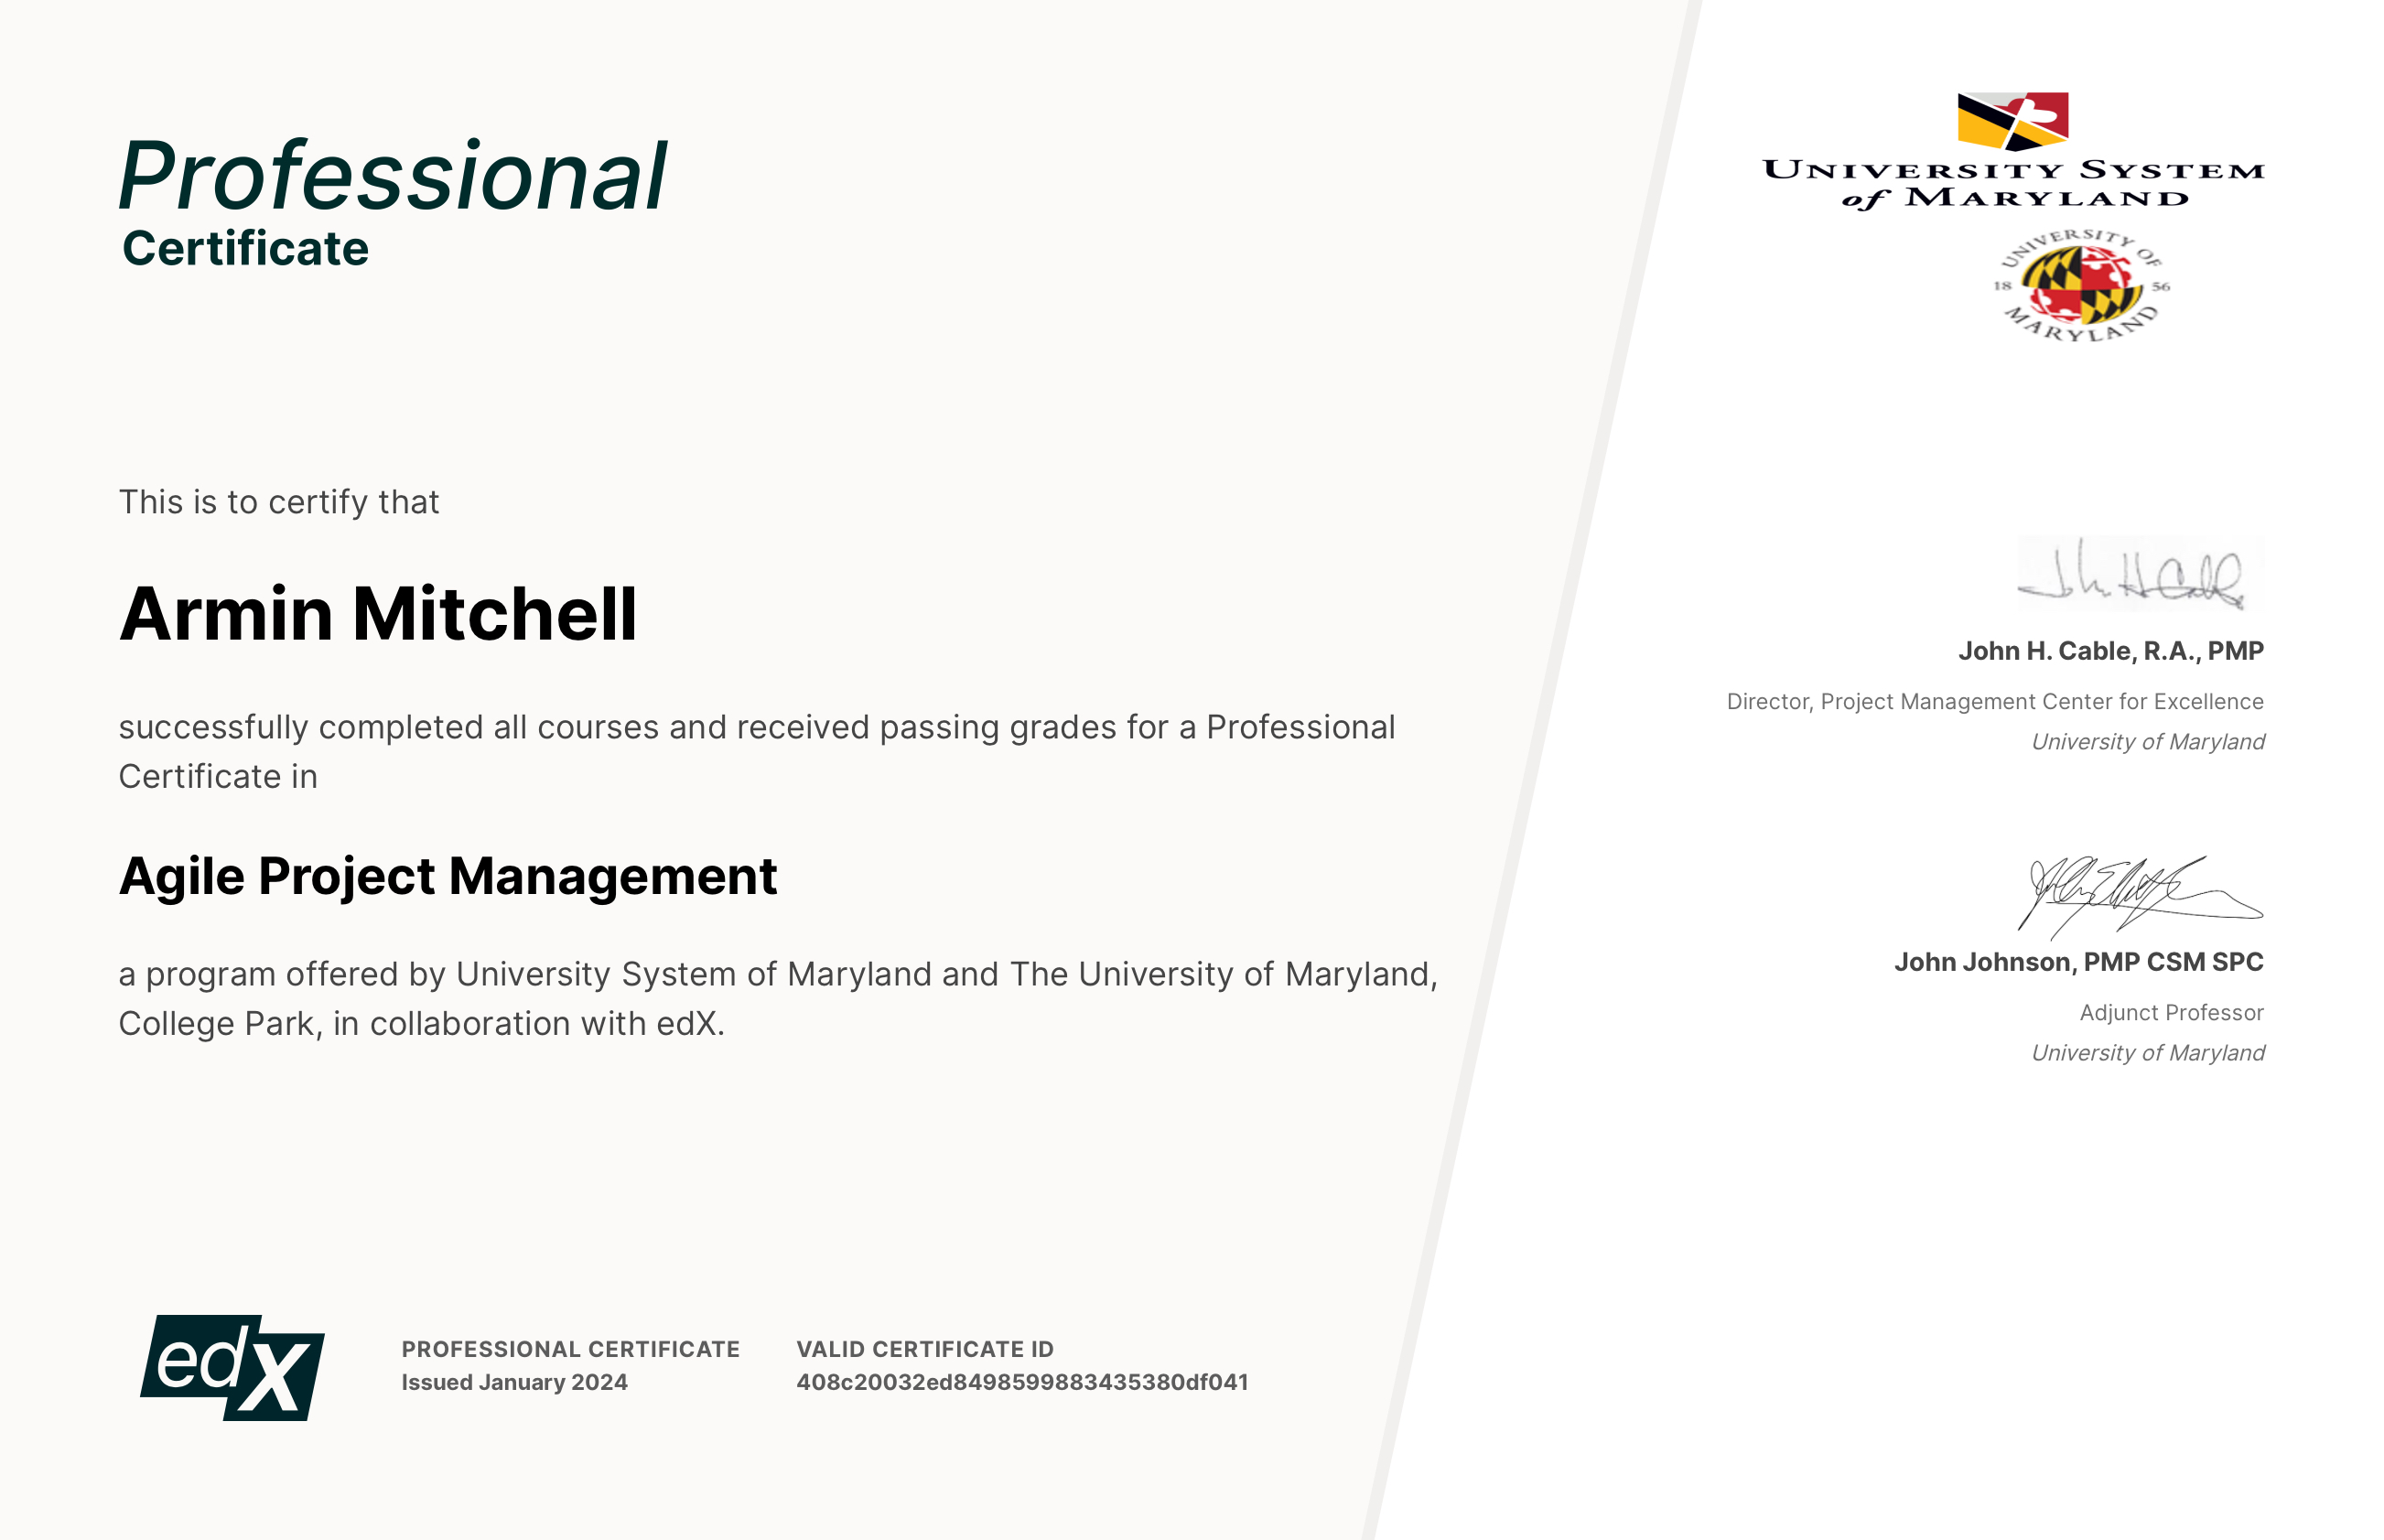 Professional
Certificate
This is to certify that
Armin Mitchell
successfully completed all courses and received passing grades for a Professional
Certificate in
Agile Project Management
a program offered by University System of Maryland and The University of Maryland,
College Park, in collaboration with edX.
edX
PROFESSIONAL CERTIFICATE
Issued January 2024
VALID CERTIFICATE ID
408c20032ed8498599883435380df041
UNIVERSITY SYSTEM
of MARYLAND
UNIVERSITY OF
18 56
MARYLAND
John H Cable
John H. Cable, R.A., PMP
Director, Project Management Center for Excellence
University of Maryland
John Johnson, PMP CSM SPC
Adjunct Professor
University of Maryland